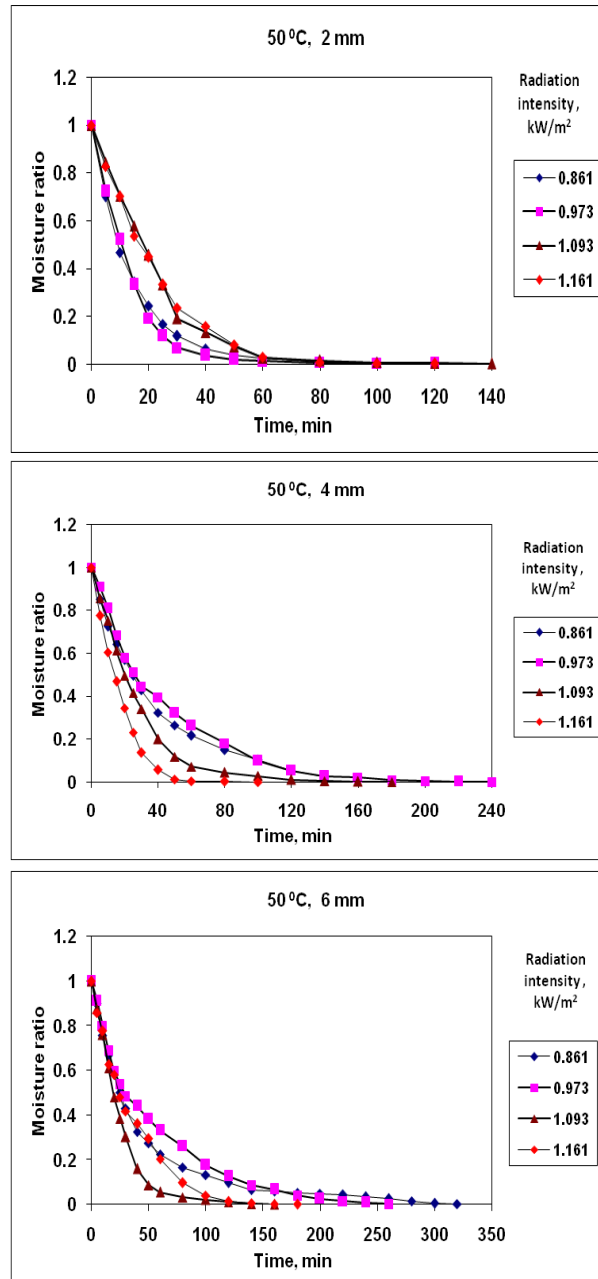 50 ⁰C, 2 mm
Radiation
intensity ,
kW/m²
Moisture ratio
1.2
1
0.8
0.6
0.4
0.2
0
0 20 40 60 80 100 120 140
Time, min
0.861
0.973
1.093
1.161
50 ⁰C, 4 mm
Radiation
intensity ,
kW/m²
Moisture ratio
1.2
1
0.8
0.6
0.4
0.2
0
0 40 80 120 160 200 240
Time, min
0.861
0.973
1.093
1.161
50 ⁰C, 6 mm
Radiation
intensity ,
kW/m²
Moisture ratio
1.2
1
0.8
0.6
0.4
0.2
0
0 50 100 150 200 250 300 350
Time, min
0.861
0.973
1.093
1.161